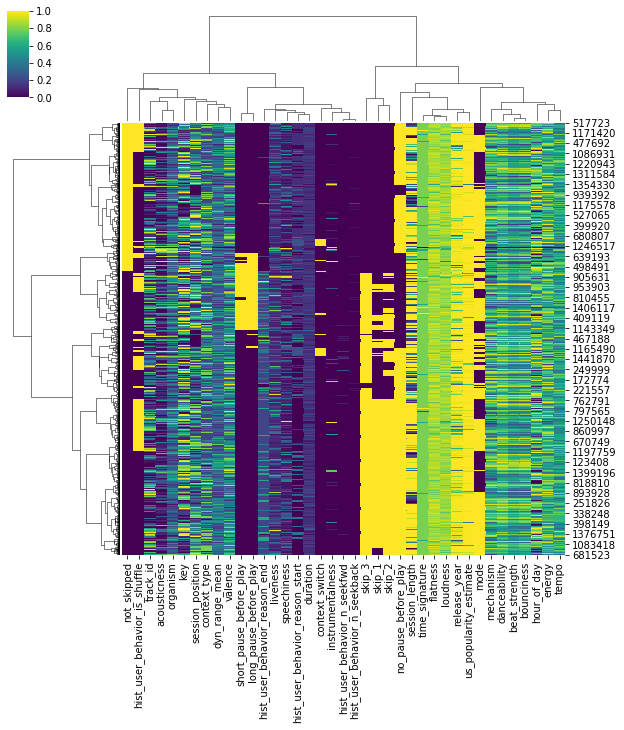 1.0
0.8
0.6
0.4
0.2
0.0
517723
1171420
477692
1086931
1220943
1311584
1354330
939392
1175578
527065
399920
680807
1246517
639193
498491
905631
953903
810455
1406117
409119
1143349
467188
1165490
1441870
249999
172774
221557
762791
797565
1250148
860997
670749
1197759
123408
1399196
818810
893928
251826
338248
398149
1376751
1083418
681523
not_skipped
hist_user_behavior_is_shuffle
track_id
acousticness
organism
key
session_position
context_type
dyn_range_mean
valence
short_pause_before_play
long_pause_before_play
hist_user_behavior_reason_end
liveness
speechiness
hist_user_behavior_reason_start
duration
context_switch
instrumentalness
hist_user_behavior_n_seekfwd
hist_user_behavior_n_seekback
skip_3
skip_1
skip_2
no_pause_before_play
session_length
time_signature
flatness
loudness
release_year
us_popularity_estimate
mode
mechanism
danceability
beat_strength
bounciness
hour_of_day
energy
tempo